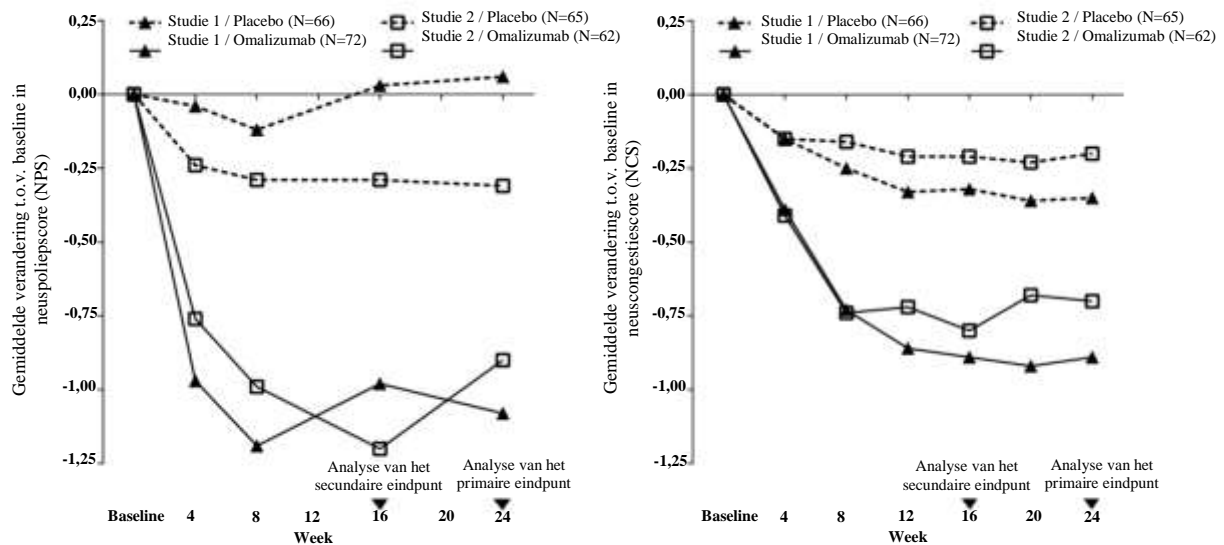 Studie 1 / Placebo (N=66)
Studie 2 / Placebo (N=65)
Studie 1 / Omalizumab (N=72)
Studie 2 / Omalizumab (N=62)
Gemiddelde verandering t.o.v. baseline in
neuspoliepscore (NPS)
0,25
0,00
-0,25
-0,50
-0,75
-1,00
-1,25
Analyse van het
secundaire eindpunt
Analyse van het
primaire eindpunt
Baseline 4 8 12 16 20 24
Week
Studie 1 / Placebo (N=66)
Studie 2 / Placebo (N=65)
Studie 1 / Omalizumab (N=72)
Studie 2 / Omalizumab (N=62)
Gemiddelde verandering t.o.v. baseline in
neuscongestiescore (NCS)
0,25
0,00
-0,25
-0,50
-0,75
-1,00
-1,25
Analyse van het
secundaire eindpunt
Analyse van het
primaire eindpunt
Baseline 4 8 12 16 20 24
Week